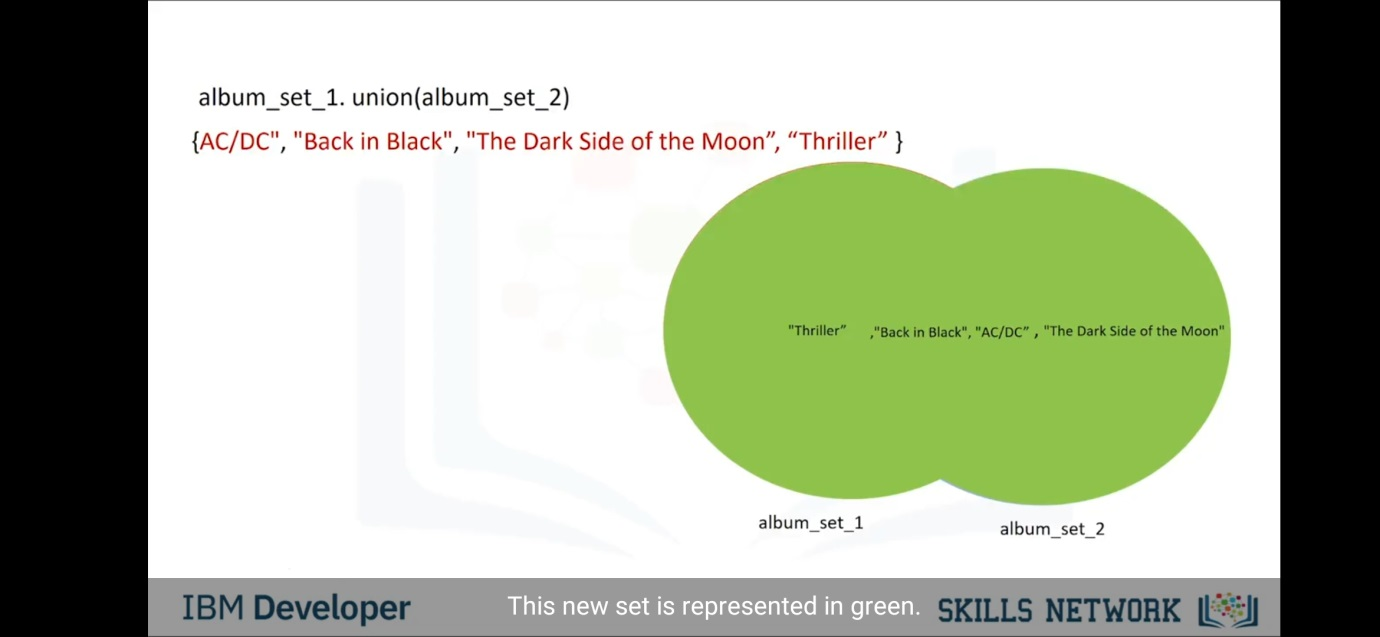 album_set_1. union(album_set_2)
{AC/DC", "Back in Black", "The Dark Side of the Moon”, “Thriller” }
"Thriller” ,"Back in Black", "AC/DC” , "The Dark Side of the Moon"
album_set_1
album_set_2
IBM Developer
This new set is represented in green.
SKILLS NETWORK